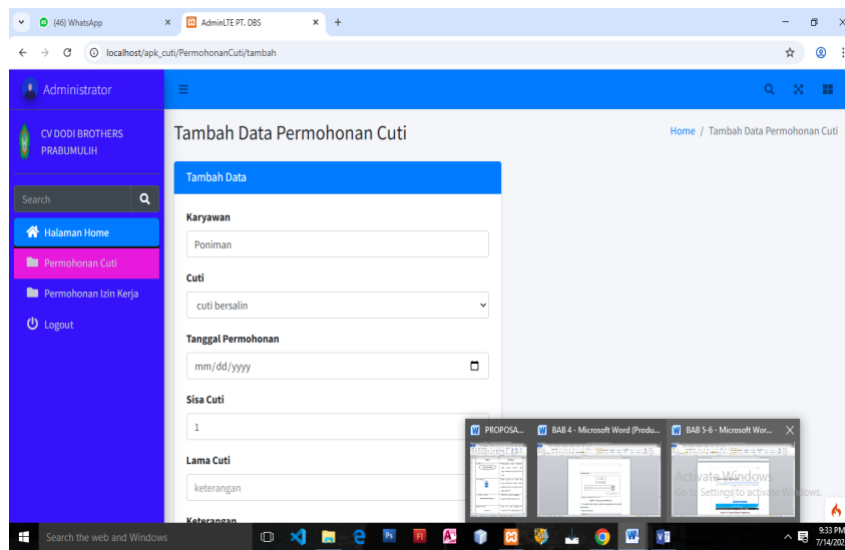 (46) WhatsApp
AdminLTE PT. DBS
localhost/apk_cuti/PermohonanCuti/tambah
Administrator
CV DODI BROTHERS
PRABUMULIH
Tambah Data Permohonan Cuti
Home / Tambah Data Permohonan Cuti
Search
Tambah Data
Halaman Home
Permohonan Cuti
Permohonan Izin Kerja
Logout
Karyawan
Poniman
Cuti
cuti bersalin
Tanggal Permohonan
mm/dd/yyyy
Sisa Cuti
1
Lama Cuti
keterangan
Keterangan
PROPOSA...
BAB 4 - Microsoft Word (Produ...
BAB 5-6 - Microsoft Wor...
Activate Windows
Go to Settings to activate Windows.
Search the web and Windows
9:33 PM
7/14/202